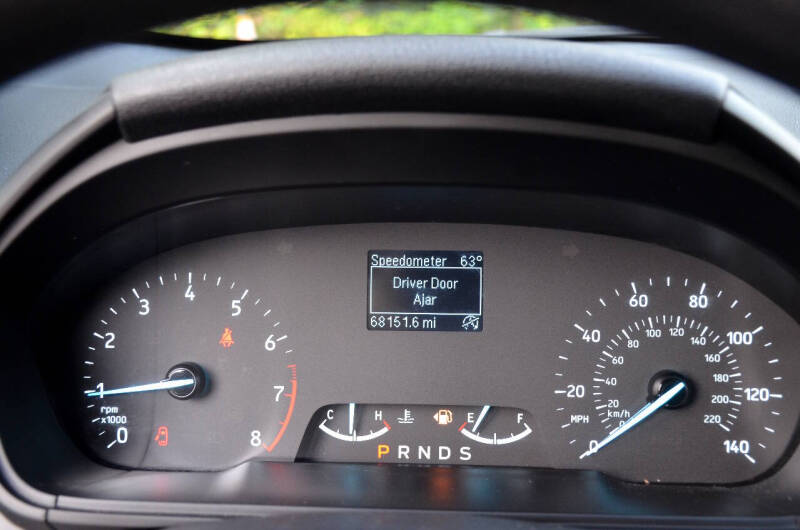 Speedometer 63°
Driver Door
Ajar
68151.6 mi
0 1 2 3 4 5 6 7 8
rpm
x1000
C H E F
P R N D S
0 20 40 60 80 100 120 140
MPH
20 40 60 80 100 120 140 160 180 200 220
km/h